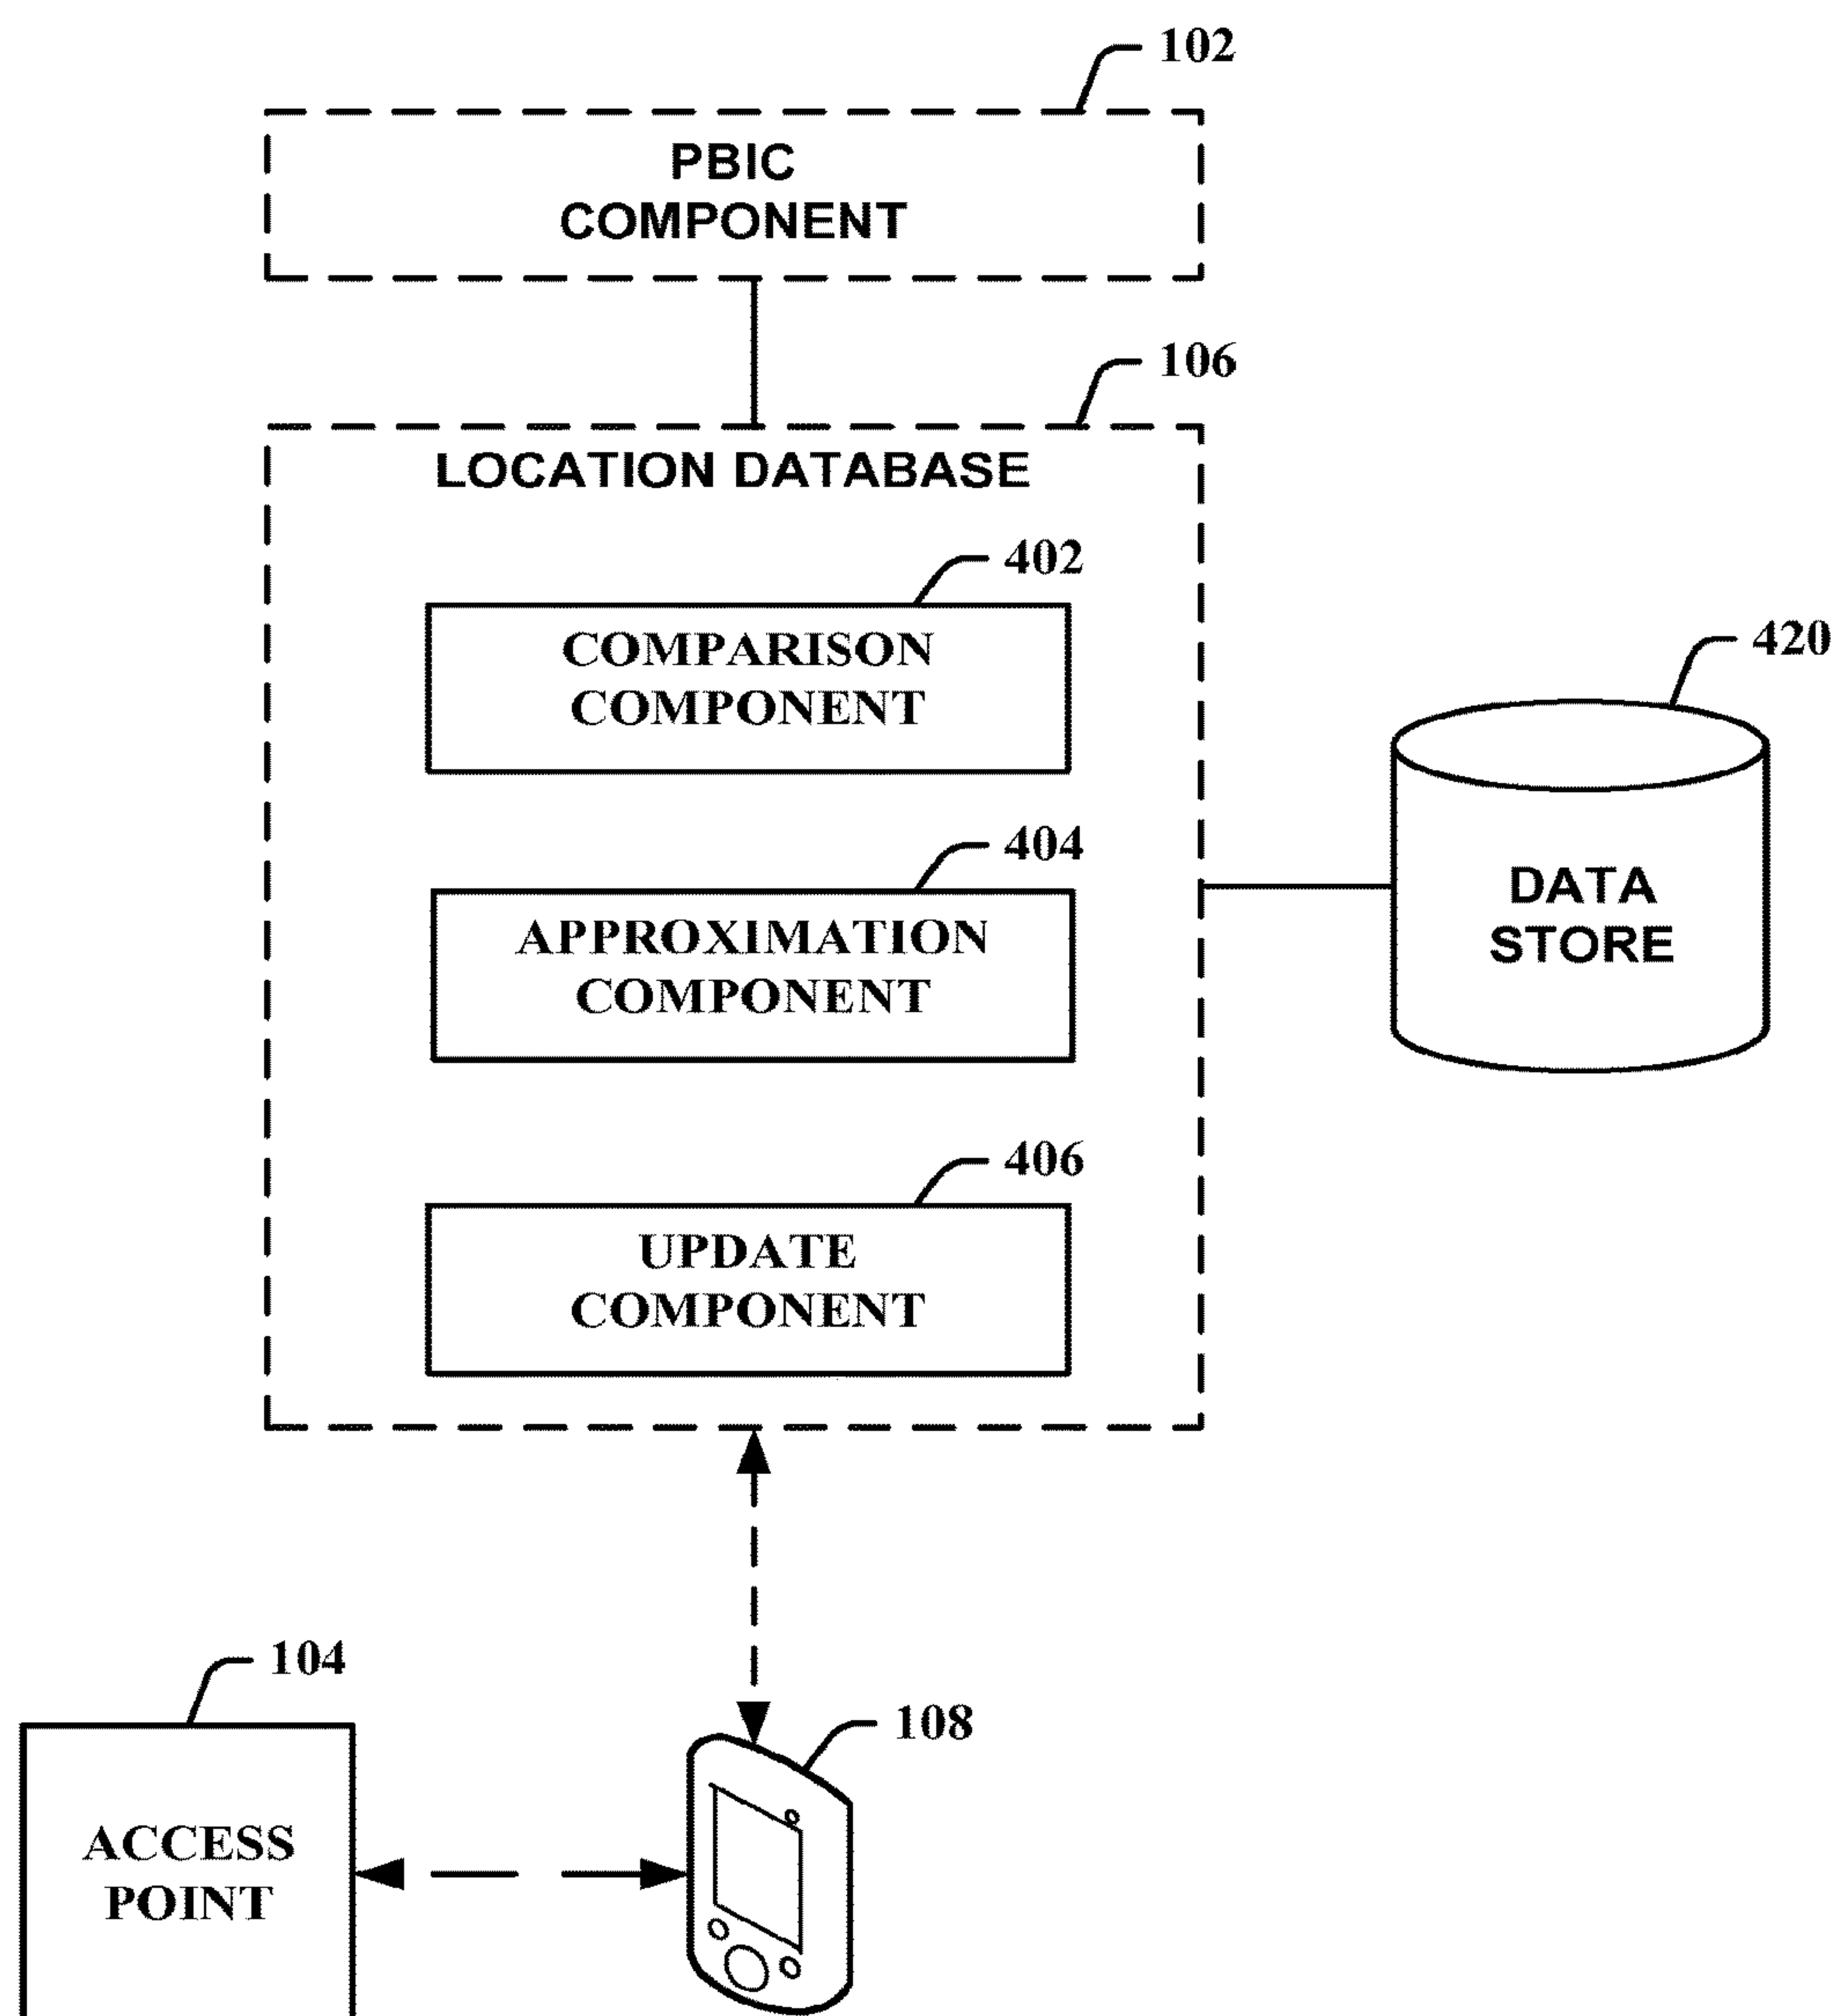 102
PBIC
COMPONENT
106
LOCATION DATABASE
402
COMPARISON
COMPONENT
420
404
APPROXIMATION
COMPONENT
DATA
STORE
406
UPDATE
COMPONENT
104
108
ACCESS
POINT